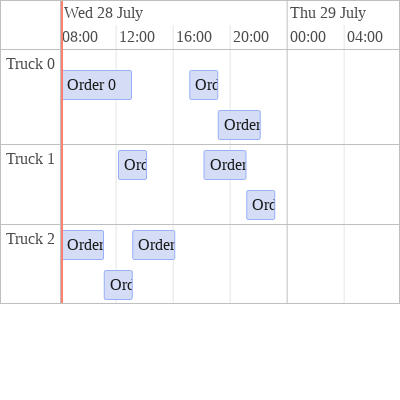 Wed 28 July
Thu 29 July
08:00 12:00 16:00 20:00 00:00 04:00
Truck 0
Order 0
Ord
Order
Truck 1
Ord
Order
Ord
Truck 2
Order
Order
Ord